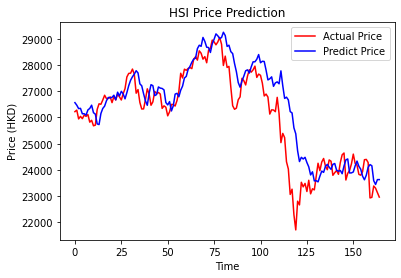 HSI Price Prediction
Actual Price
Predict Price
Price (HKD)
29000
28000
27000
26000
25000
24000
23000
22000
0 25 50 75 100 125 150
Time